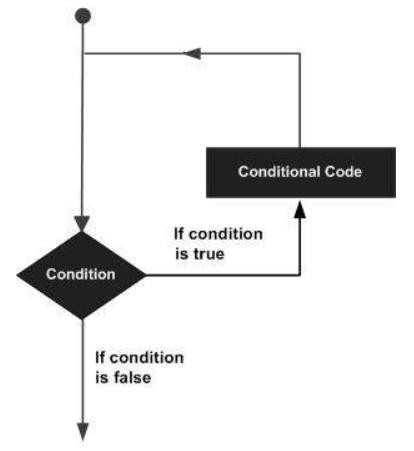 Conditional Code
If condition
is true
Condition
If condition
is false